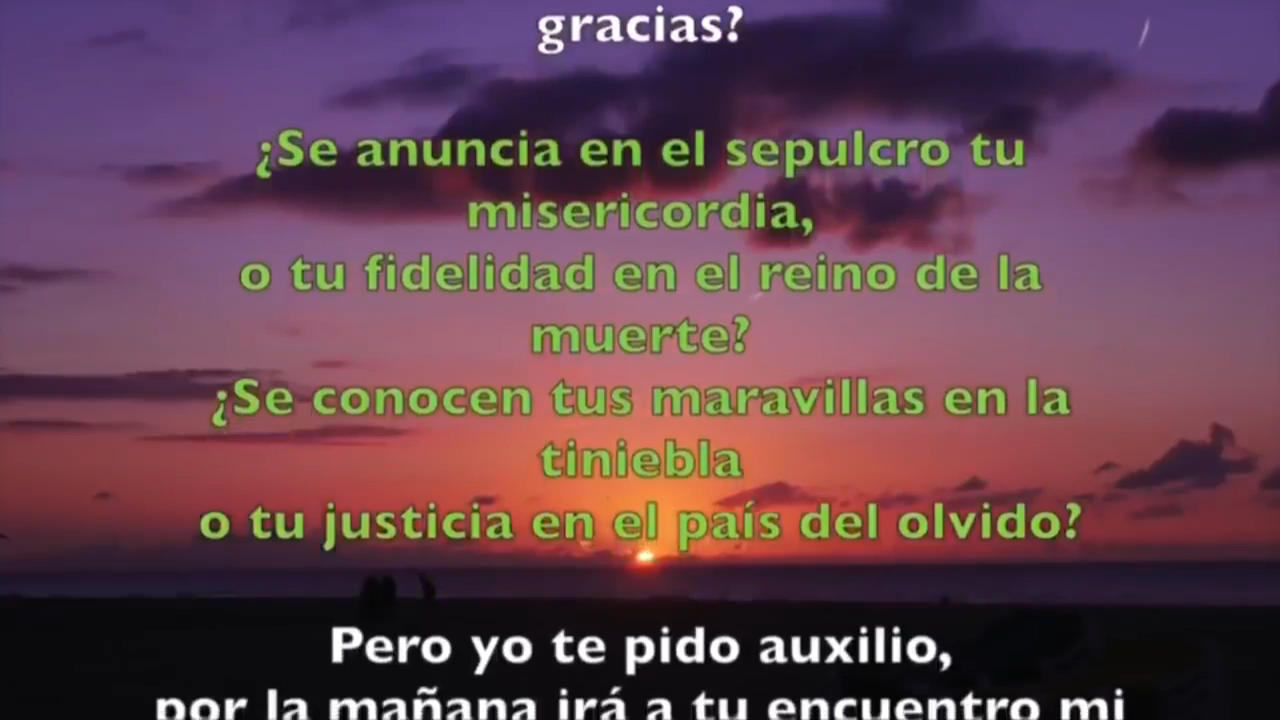 gracias?
¿Se anuncia en el sepulcro tu
misericordia,
o tu fidelidad en el reino de la
muerte?
¿Se conocen tus maravillas en la
tiniebla
o tu justicia en el país del olvido?
Pero yo te pido auxilio,
por la mañana irá a tu encuentro mi